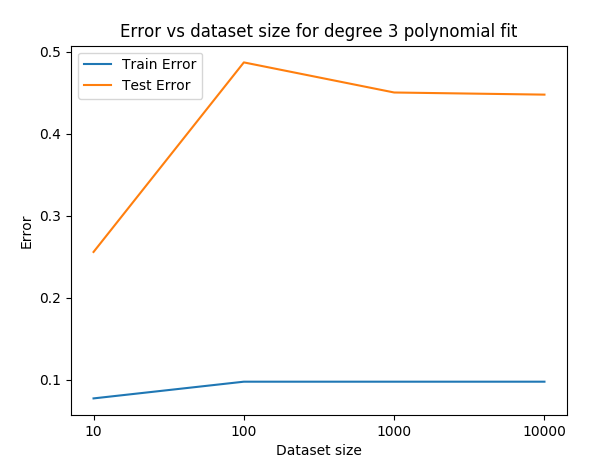 Error vs dataset size for degree 3 polynomial fit
Train Error
Test Error
0.5
0.4
0.3
0.2
0.1
Error
10 100 1000 10000
Dataset size